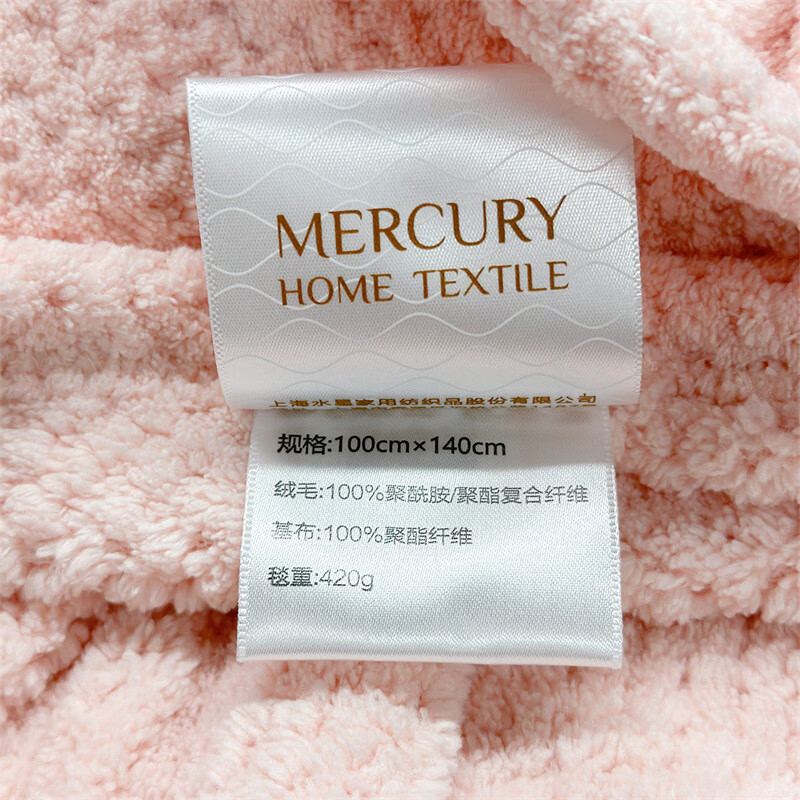 MERCURY
HOME TEXTILE
上海水星家用纺织品股份有限公司
规格:100cm×140cm
绒毛:100%聚酰胺/聚酯复合纤维
基布:100%聚酯纤维
毯重:420g